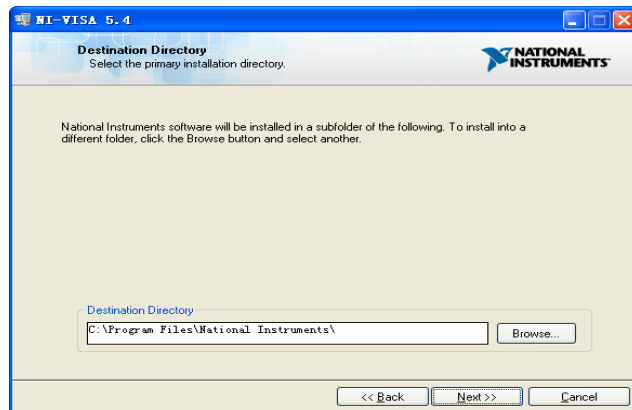 NI-VISA 5.4
Destination Directory
Select the primary installation directory.
NATIONAL
INSTRUMENTS
National Instruments software will be installed in a subfolder of the following. To install into a
different folder, click the Browse button and select another.
Destination Directory
C:\Program Files\National Instruments\
Browse...
<< Back
Next >>
Cancel